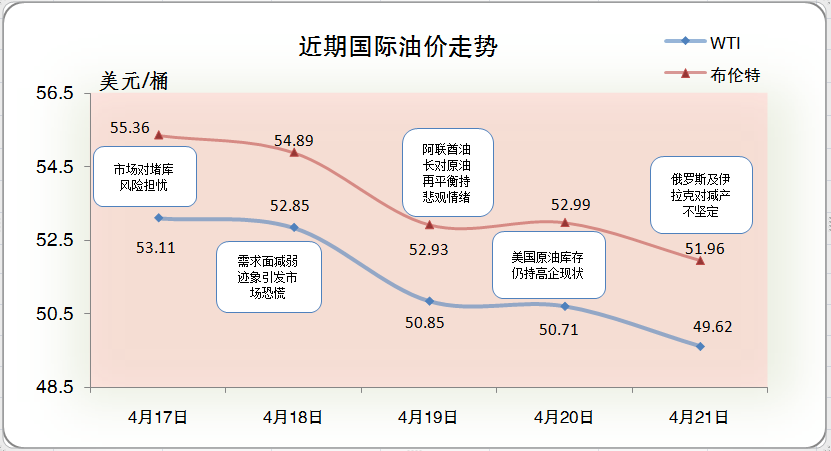 近期国际油价走势
WTI
布伦特
美元/桶
56.5
54.5
52.5
50.5
48.5
55.36
54.89
52.93
52.99
51.96
53.11
52.85
50.85
50.71
49.62
市场对堵库
风险担忧
需求面减弱
迹象引发市
场恐慌
阿联首油
长对原油
再平衡持
悲观情绪
美国原油库存
仍持高企现状
俄罗斯及伊
拉克对减产
不坚定
4月17日
4月18日
4月19日
4月20日
4月21日